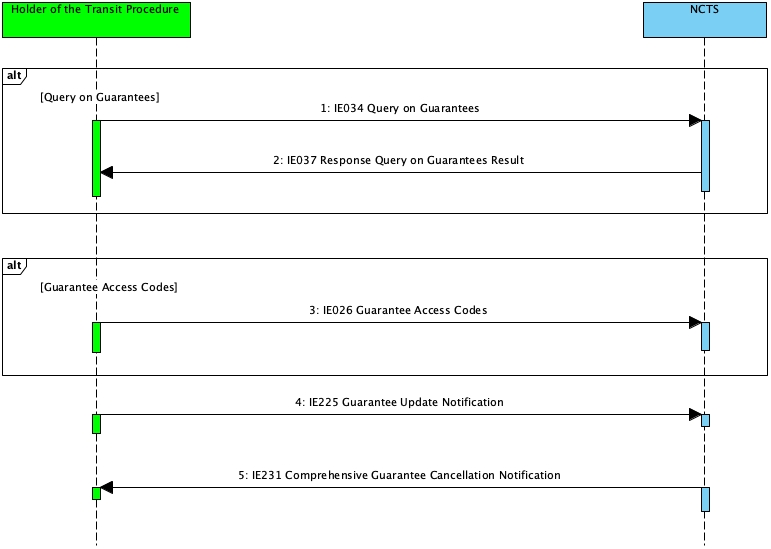 Holder of the Transit Procedure
NCTS
alt
[Query on Guarantees]
1: IE034 Query on Guarantees
2: IE037 Response Query on Guarantees Result
alt
[Guarantee Access Codes]
3: IE026 Guarantee Access Codes
4: IE225 Guarantee Update Notification
5: IE231 Comprehensive Guarantee Cancellation Notification